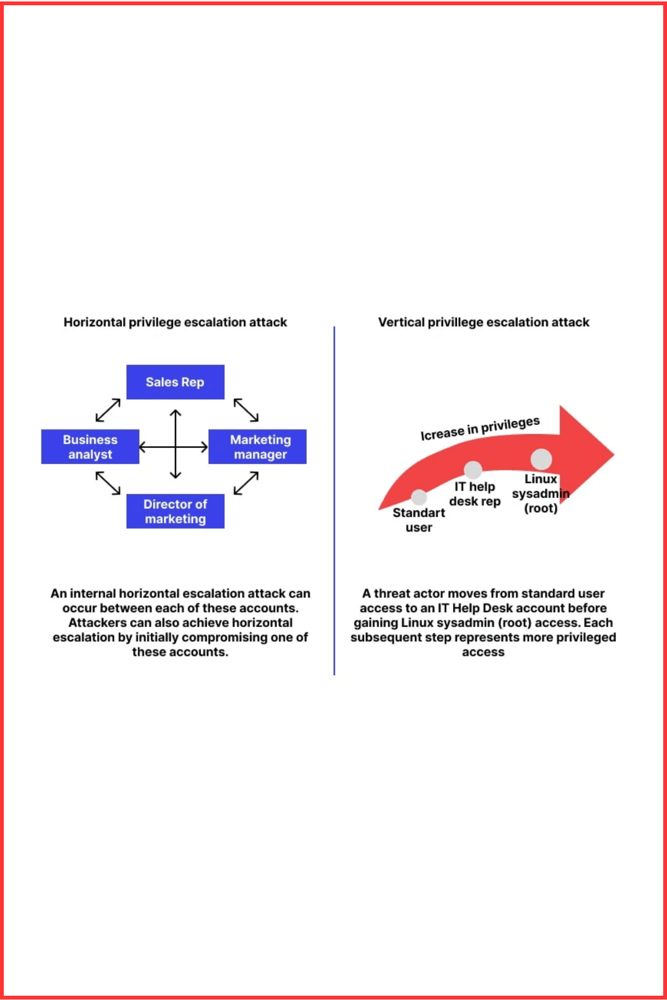 Horizontal privilege escalation attack
Sales Rep
Business
analyst
Marketing
manager
Director of
marketing
An internal horizontal escalation attack can
occur between each of these accounts.
Attackers can also achieve horizontal
escalation by initially compromising one of
these accounts.
Vertical privillege escalation attack
Icrease in privileges
Standart
user
IT help
desk rep
Linux
sysadmin
(root)
A threat actor moves from standard user
access to an IT Help Desk account before
gaining Linux sysadmin (root) access. Each
subsequent step represents more privileged
access